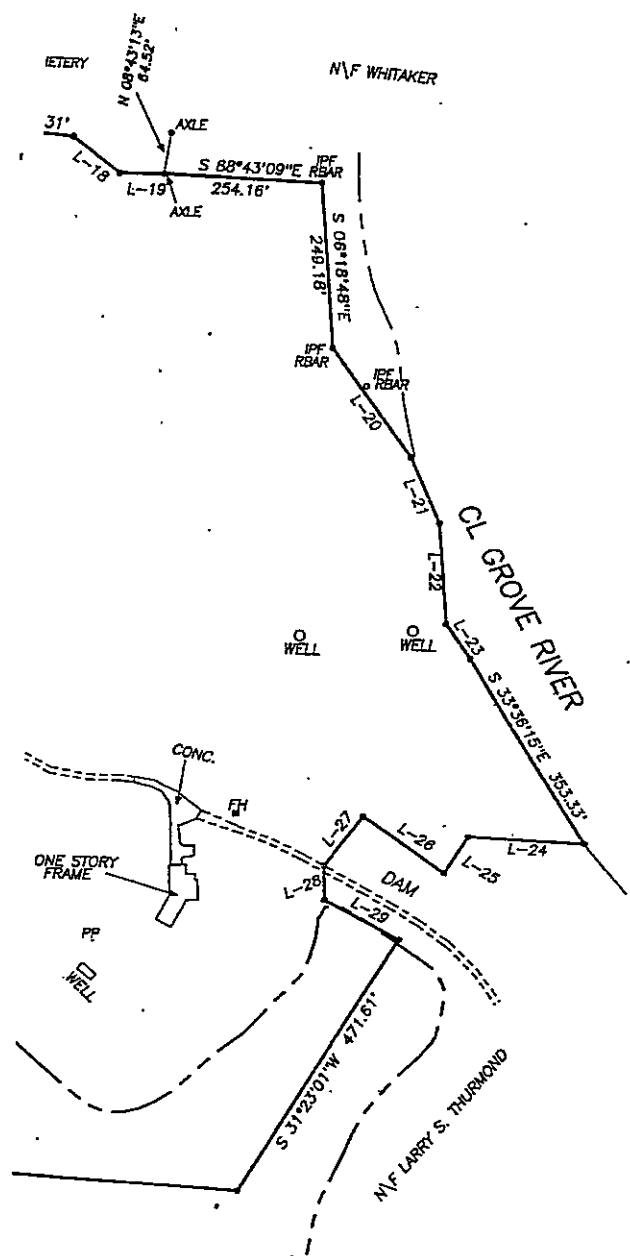 IETERY
N 08°43'13"E
64.52'
N\F WHITAKER
31'
AXLE
L-18
L-19
AXLE
S 88°43'09"E
254.16'
IPF
RBAR
S 06°18'48"E
249.18'
IPF
RBAR
IPF
RBAR
L-20
L-21
CL GROVE RIVER
L-22
WELL
WELL
L-23
S 33°36'15"E 353.33'
CONC.
FH
L-27
L-26
L-24
L-25
ONE STORY
FRAME
DAM
L-28
L-29
PP
WELL
S 31°23'01"W 471.61'
N\F LARRY S. THURMOND